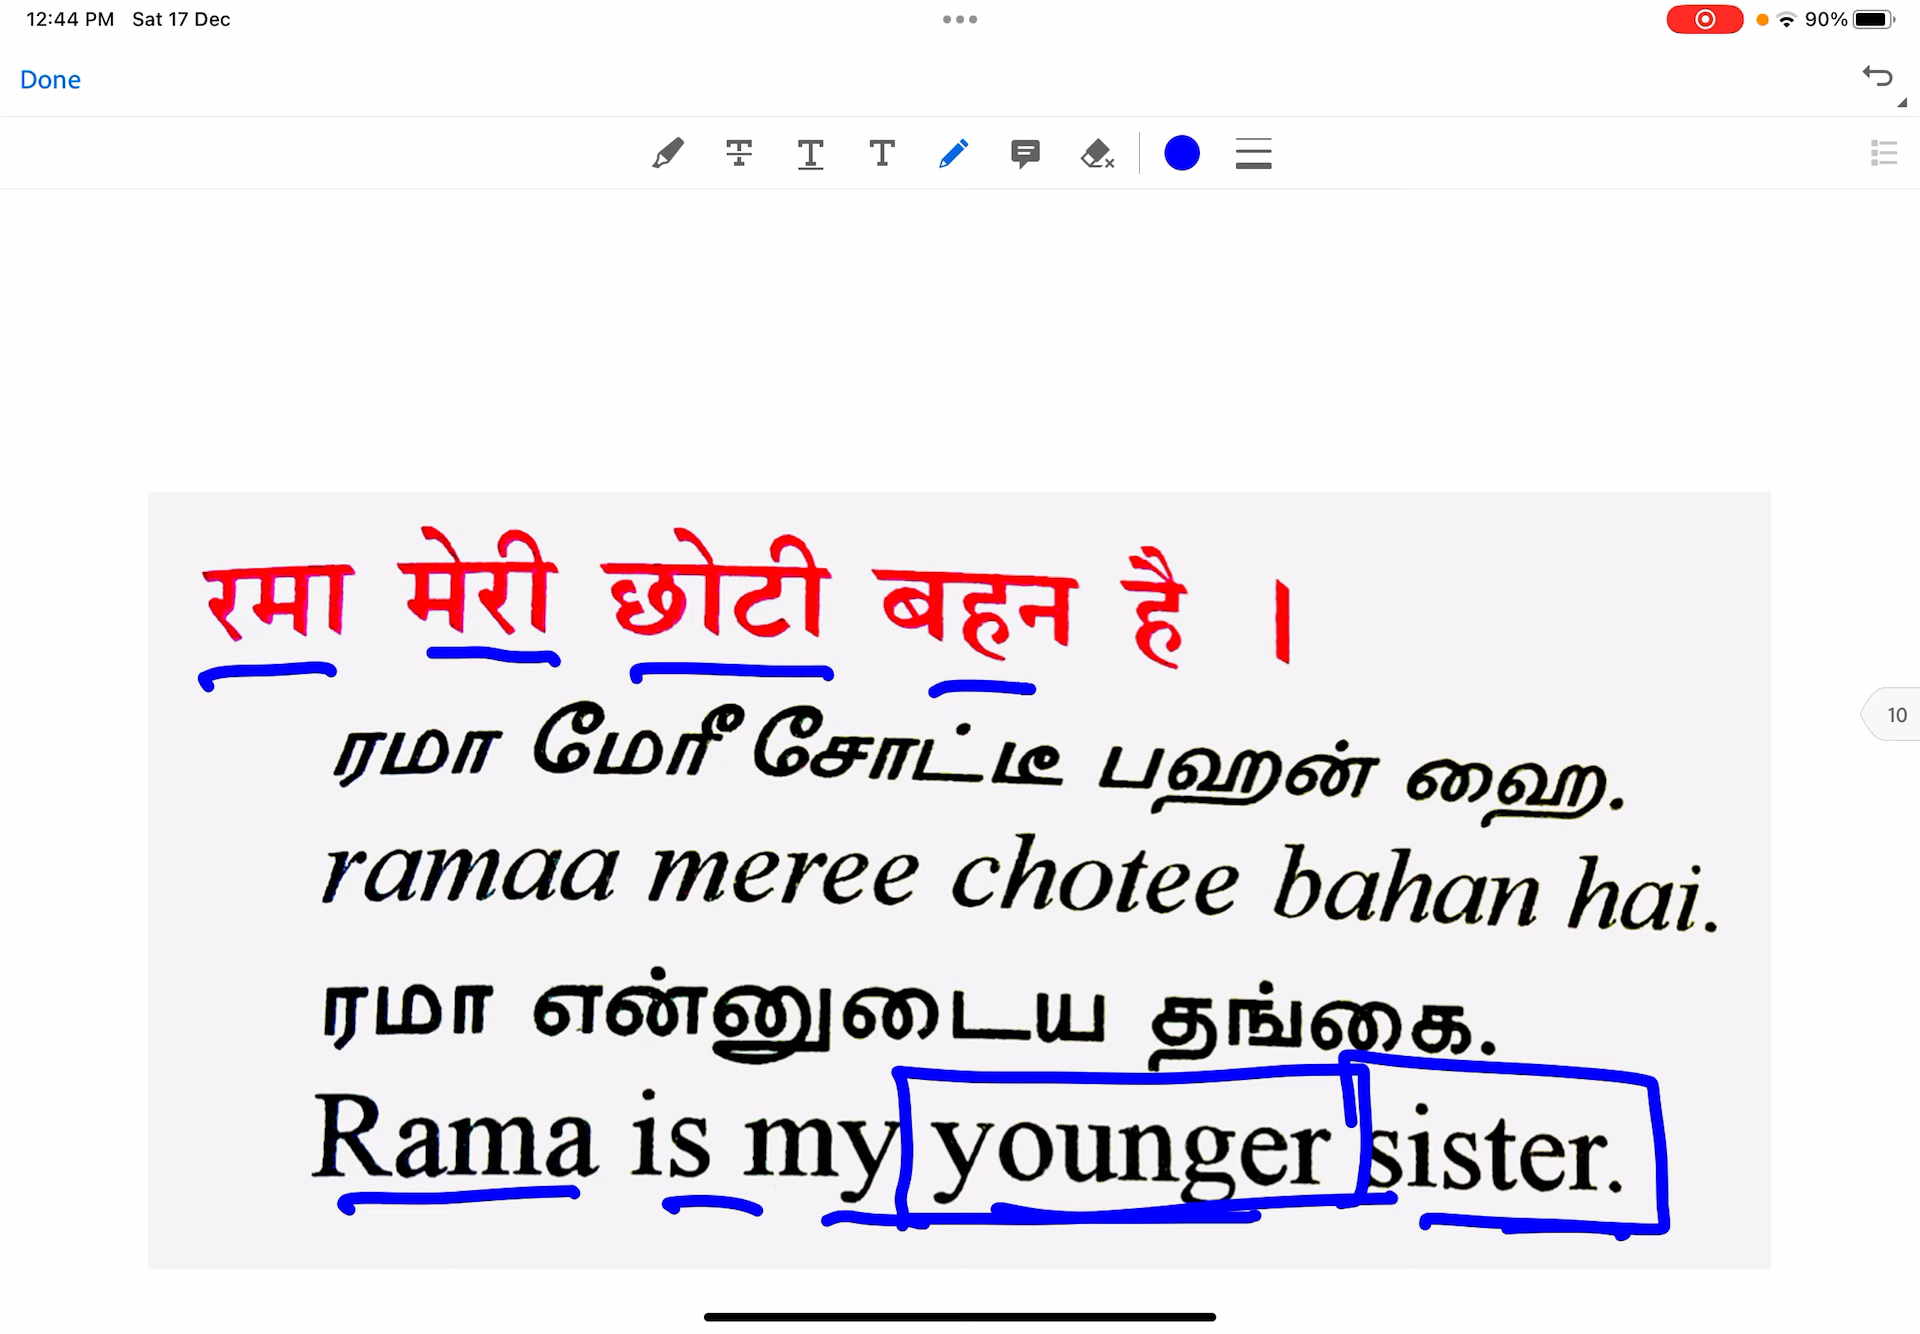 12:44 PM Sat 17 Dec
90%
Done
रमा मेरी छोटी बहन है ।
ரமா மேரீ சோட்டீ பஹன் ஹை.
10
ramaa meree chotee bahan hai.
ரமா என்னுடைய தங்கை.
Rama is my younger sister.